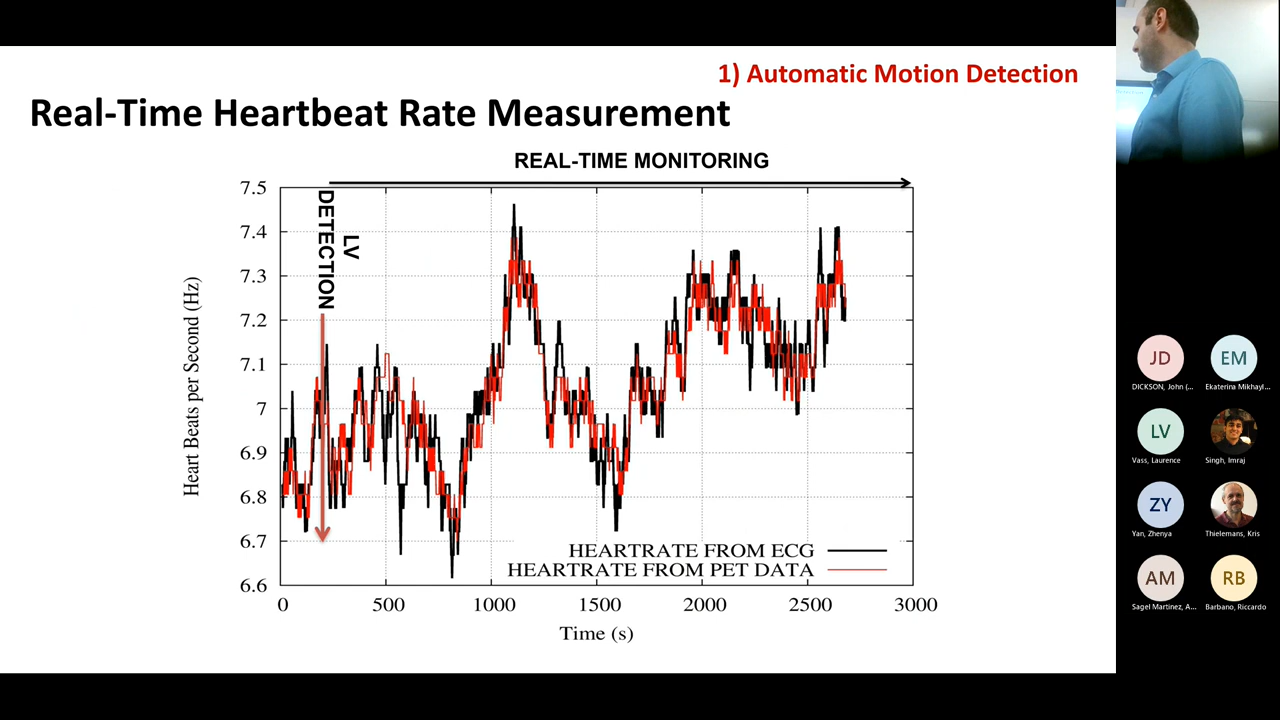 1) Automatic Motion Detection
Real-Time Heartbeat Rate Measurement
REAL-TIME MONITORING
LV
DETECTION
Heart Beats per Second (Hz)
7.5
7.4
7.3
7.2
7.1
7
6.9
6.8
6.7
6.6
HEARTRATE FROM ECG
HEARTRATE FROM PET DATA
0 500 1000 1500 2000 2500 3000
Time (s)
JD
DICKSON, John (...
EM
Ekaterina Mikhayl...
LV
Vass, Laurence
Singh, Imraj
ZY
Yan, Zhenya
Thielemans, Kris
AM
Sagel Martinez, A...
RB
Barbano, Riccardo